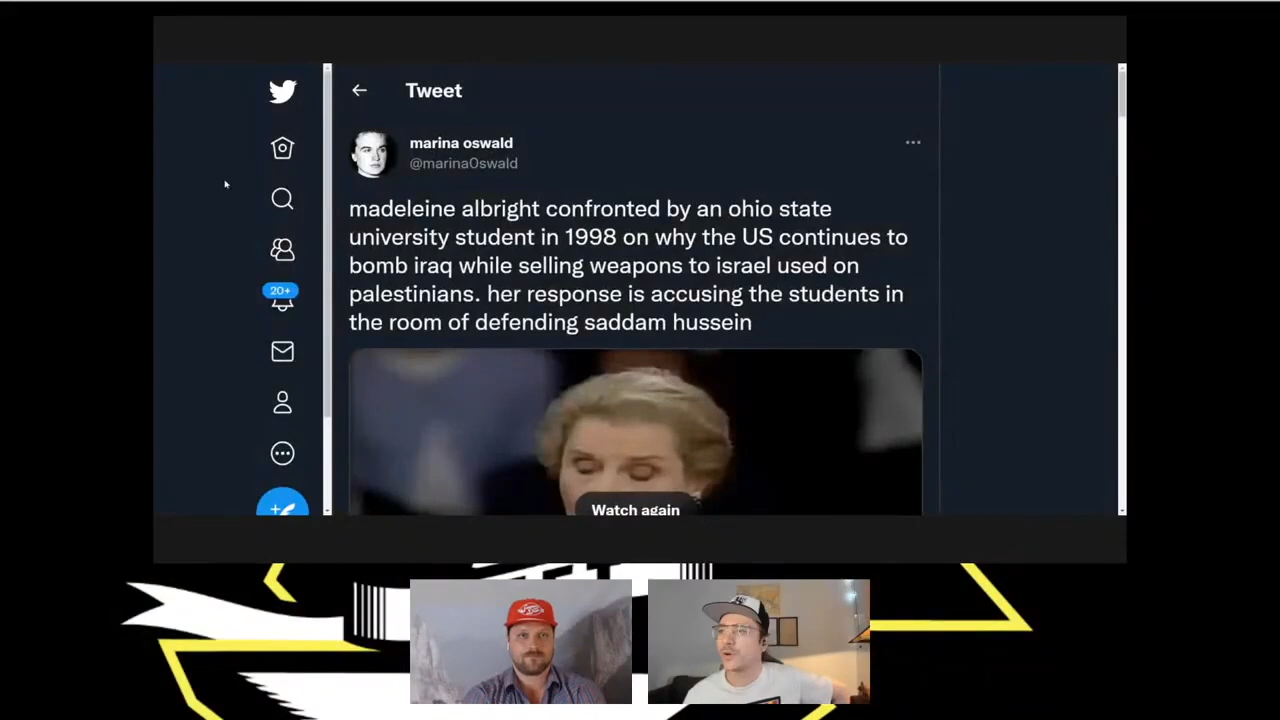 Tweet
marina oswald
@marinaOswald
madeleine albright confronted by an ohio state
university student in 1998 on why the US continues to
bomb iraq while selling weapons to israel used on
palestinians. her response is accusing the students in
the room of defending saddam hussein
20+
Watch again